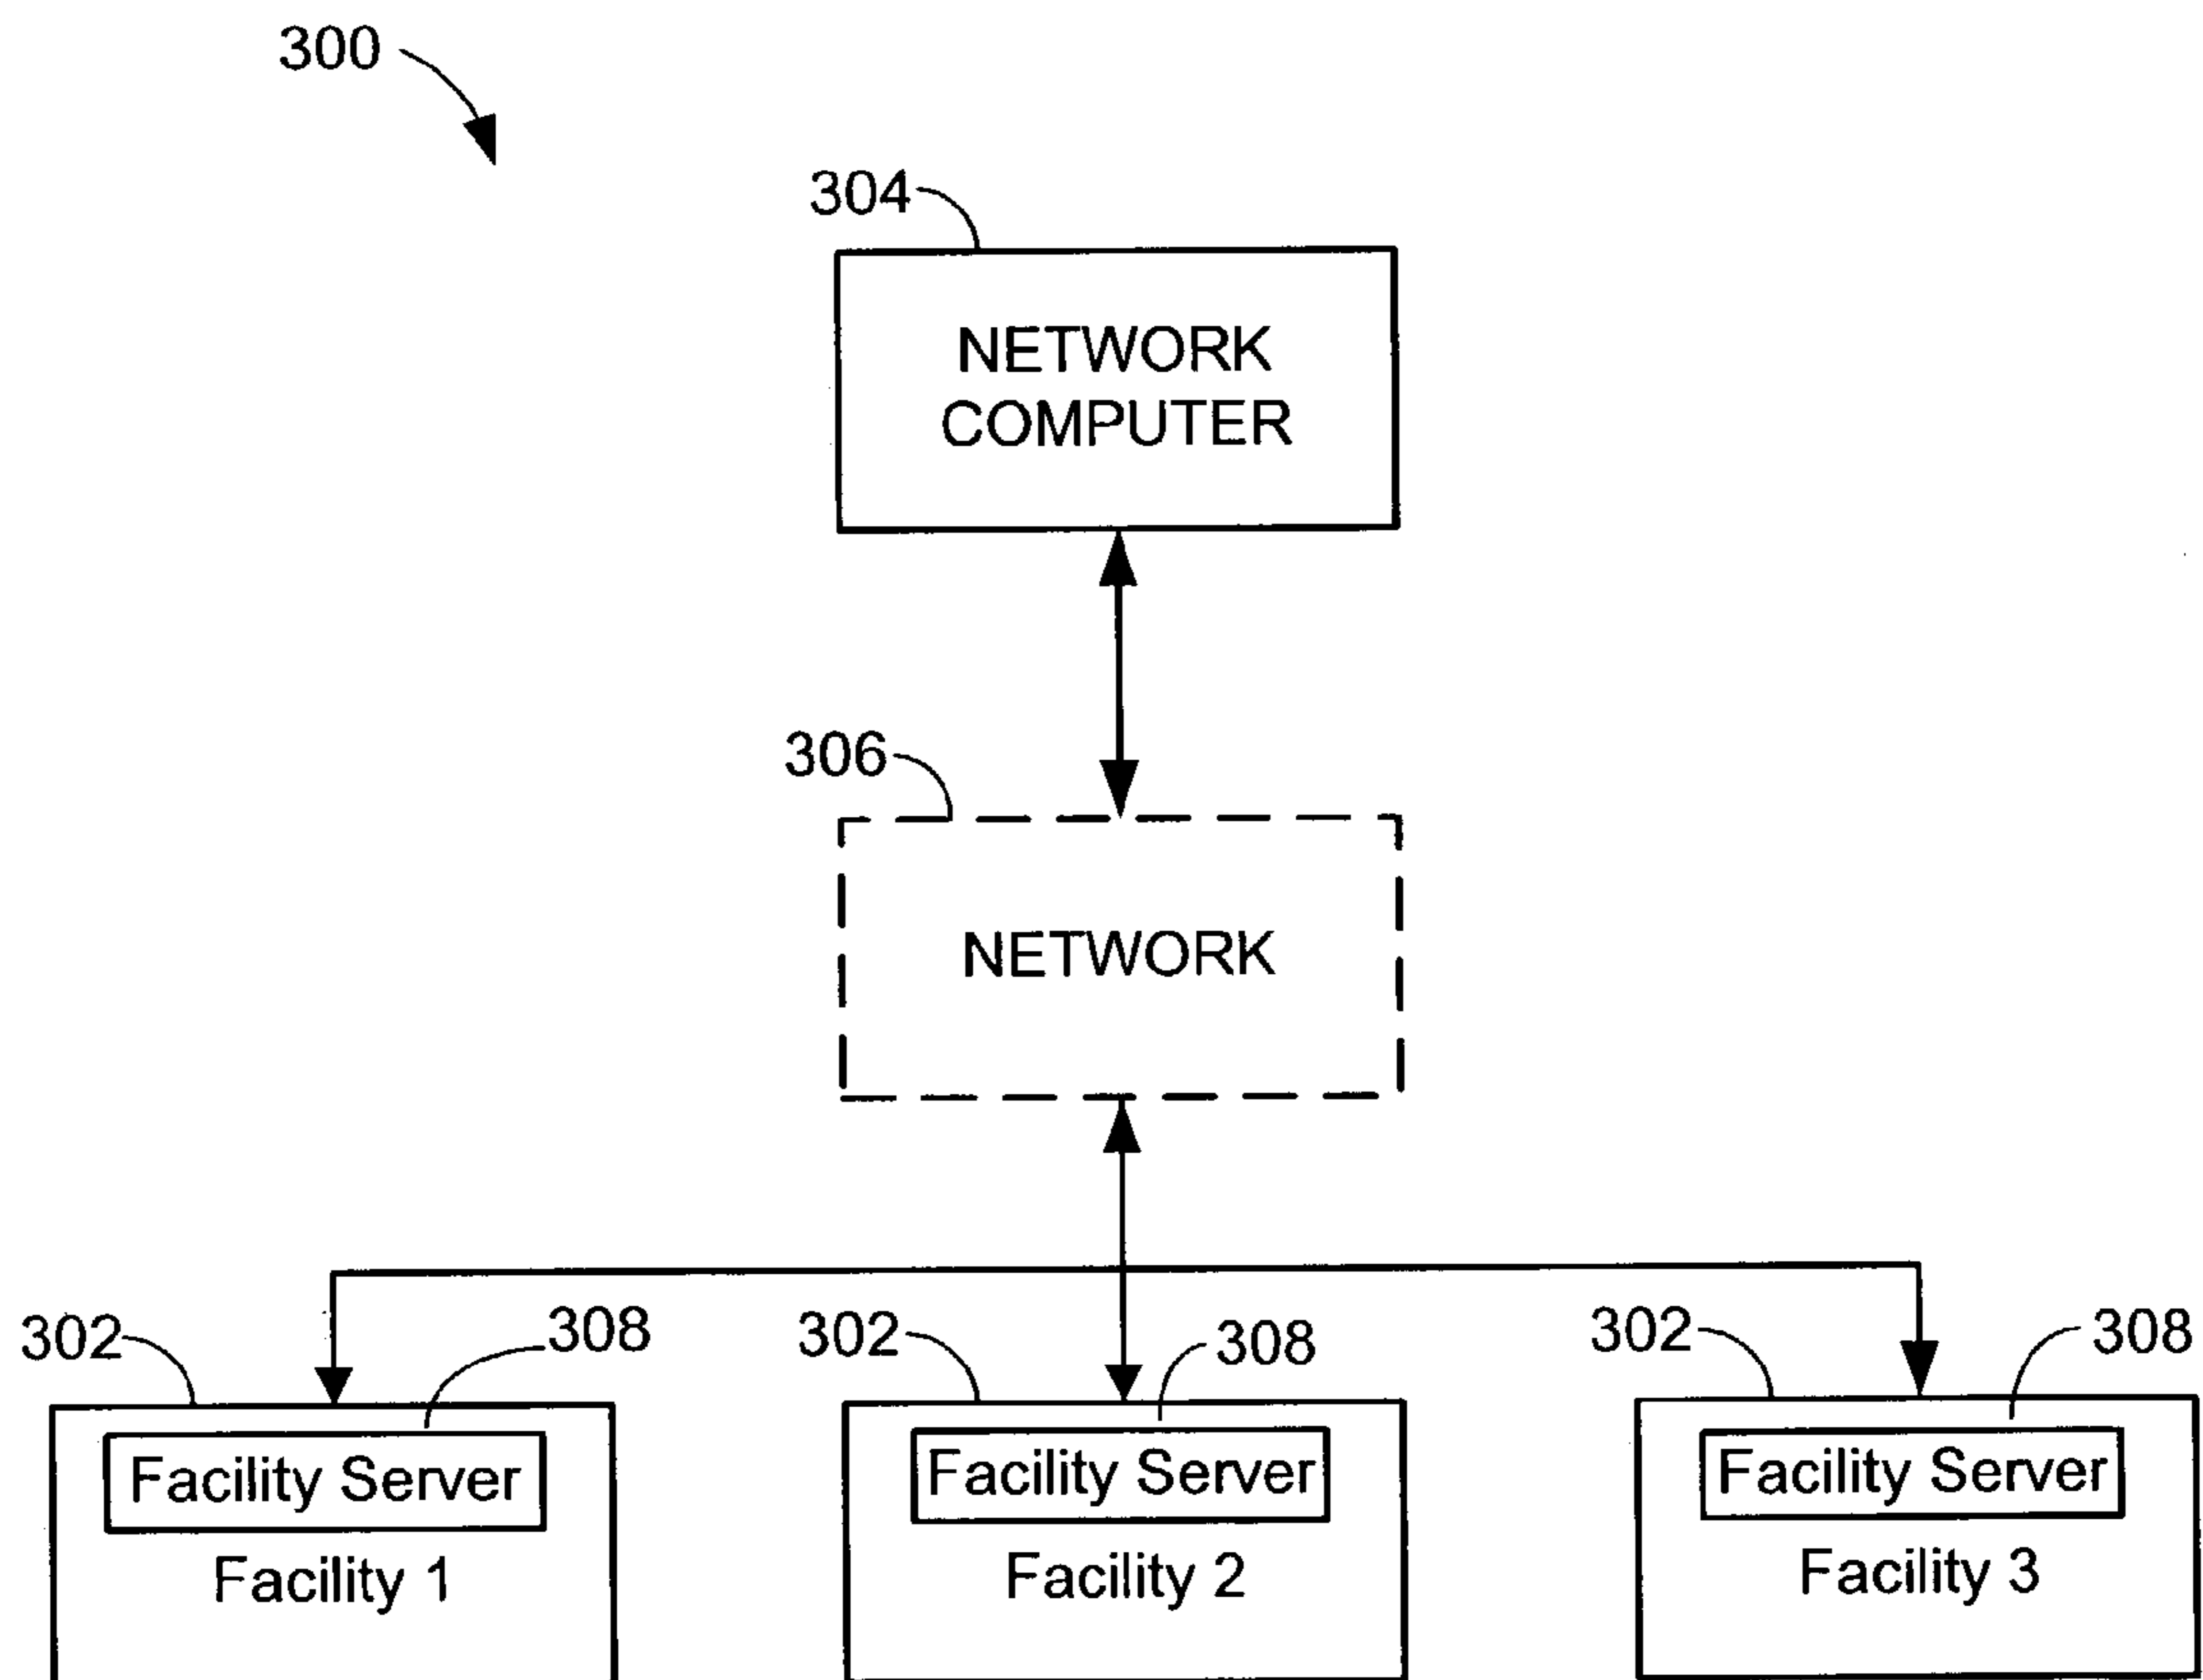 300
304
NETWORK
COMPUTER
306
NETWORK
302
308
302
308
302
308
Facility Server
Facility Server
Facility Server
Facility 1
Facility 2
Facility 3